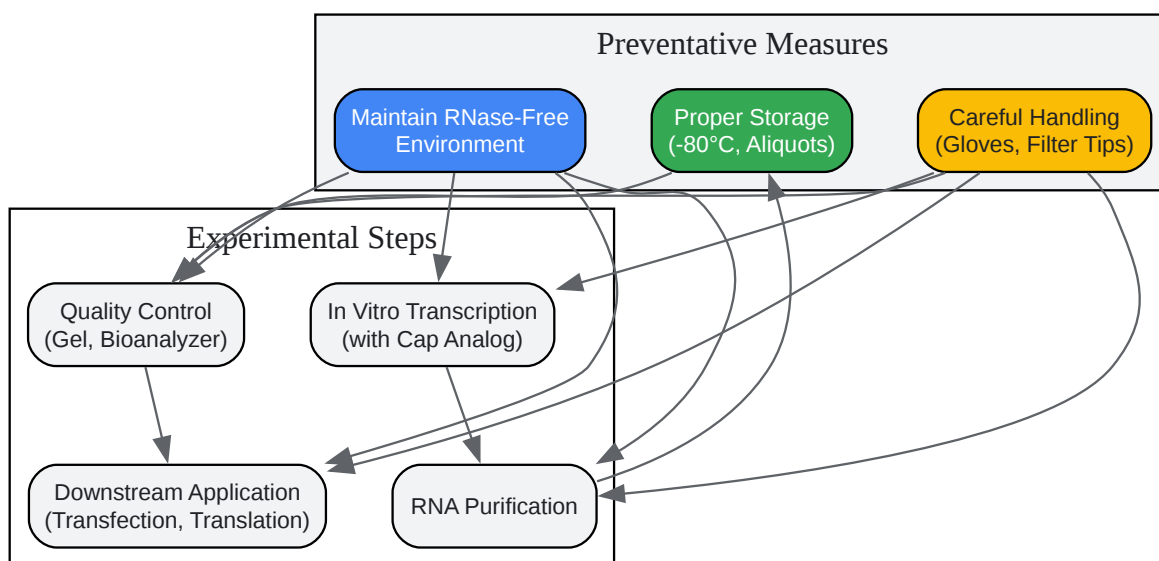 Preventative Measures
Maintain RNase-Free
Environment
Proper Storage
(-80°C, Aliquots)
Careful Handling
(Gloves, Filter Tips)
Experimental Steps
Quality Control
(Gel, Bioanalyzer)
In Vitro Transcription
(with Cap Analog)
Downstream Application
(Transfection, Translation)
RNA Purification